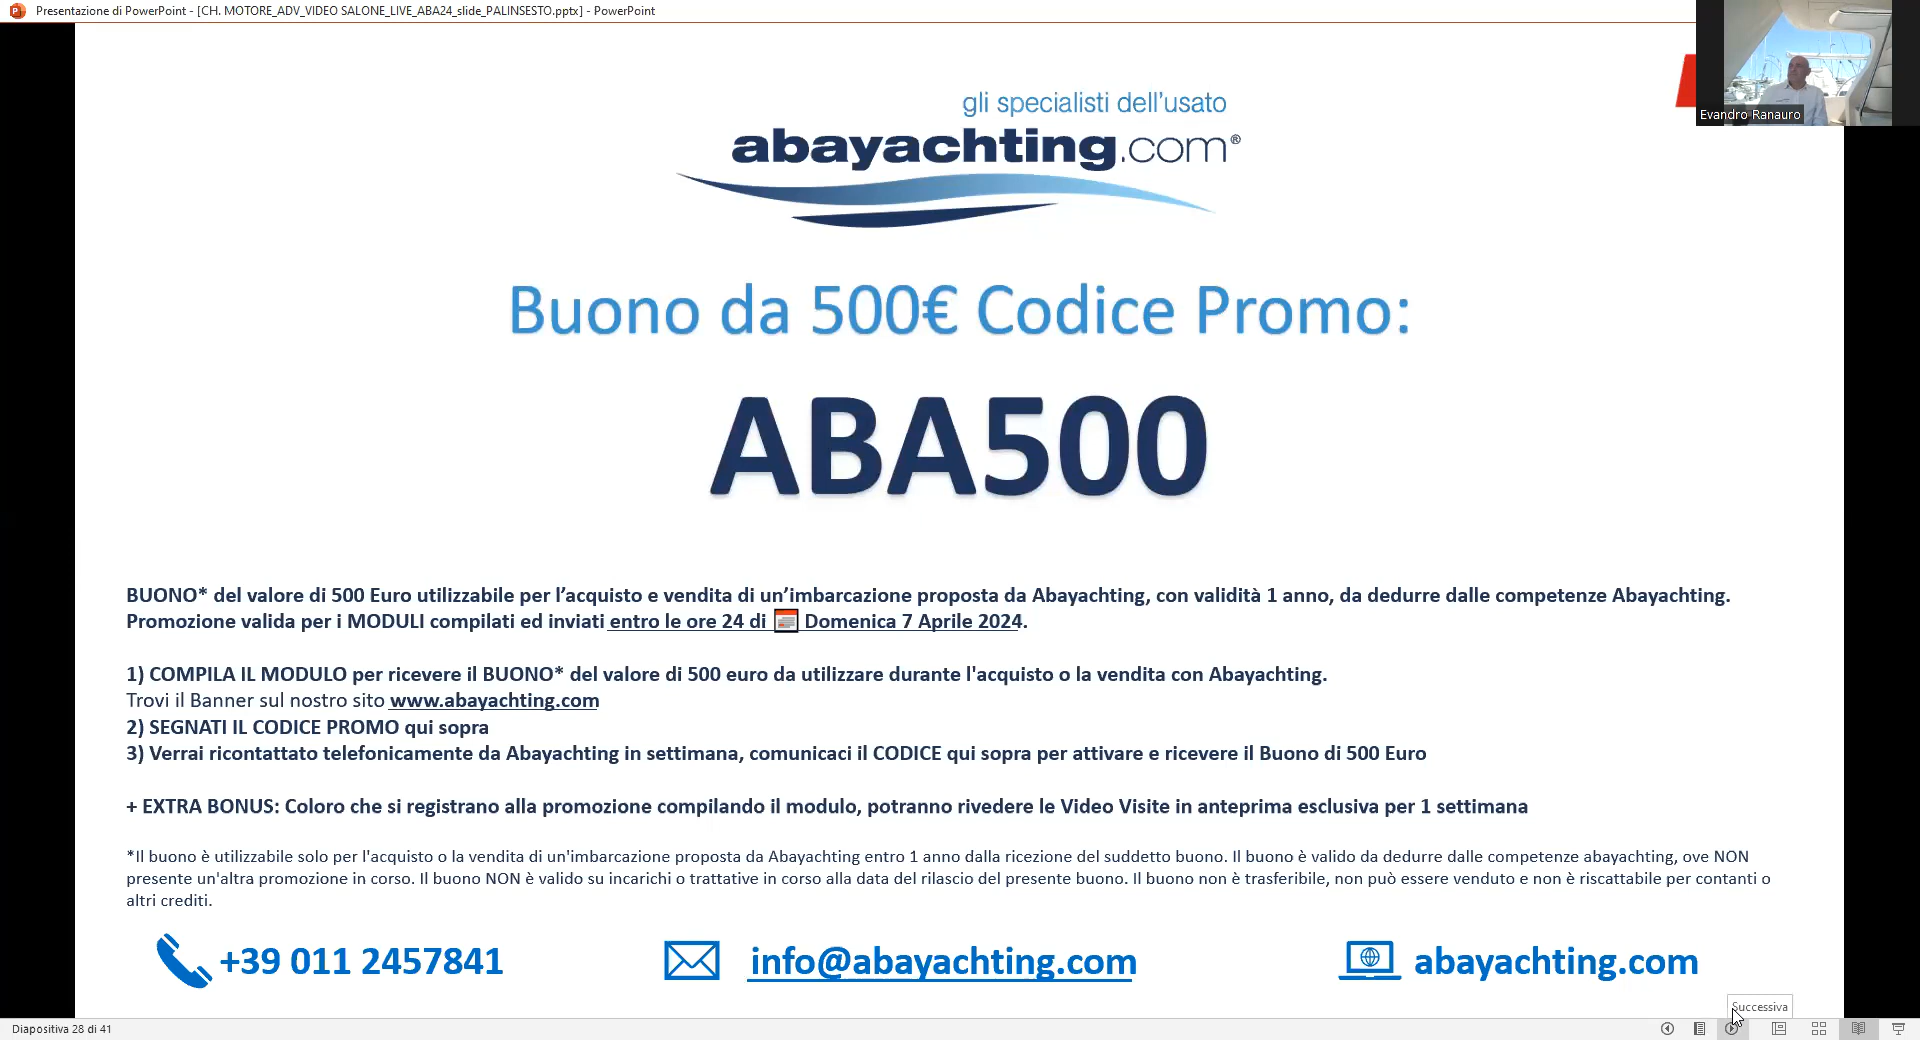 Presentazione di PowerPoint - [CH. MOTORE_ADV_VIDEO SALONE_LIVE_ABA24_slide_PALINSESTO.pptx] - PowerPoint
Evandro Ranauro
gli specialisti dell'usato
abayachting.com®
Buono da 500€ Codice Promo:
ABA500
BUONO* del valore di 500 Euro utilizzabile per l’acquisto e vendita di un’imbarcazione proposta da Abayachting, con validità 1 anno, da dedurre dalle competenze Abayachting.
Promozione valida per i MODULI compilati ed inviati entro le ore 24 di Domenica 7 Aprile 2024.
1) COMPILA IL MODULO per ricevere il BUONO* del valore di 500 euro da utilizzare durante l'acquisto o la vendita con Abayachting.
Trovi il Banner sul nostro sito www.abayachting.com
2) SEGNATI IL CODICE PROMO qui sopra
3) Verrai ricontattato telefonicamente da Abayachting in settimana, comunicaci il CODICE qui sopra per attivare e ricevere il Buono di 500 Euro
+ EXTRA BONUS: Coloro che si registrano alla promozione compilando il modulo, potranno rivedere le Video Visite in anteprima esclusiva per 1 settimana
*Il buono è utilizzabile solo per l'acquisto o la vendita di un'imbarcazione proposta da Abayachting entro 1 anno dalla ricezione del suddetto buono. Il buono è valido da dedurre dalle competenze abayachting, ove NON
presente un'altra promozione in corso. Il buono NON è valido su incarichi o trattative in corso alla data del rilascio del presente buono. Il buono non è trasferibile, non può essere venduto e non è riscattabile per contanti o
altri crediti.
+39 011 2457841
info@abayachting.com
abayachting.com
Successiva
Diapositiva 28 di 41